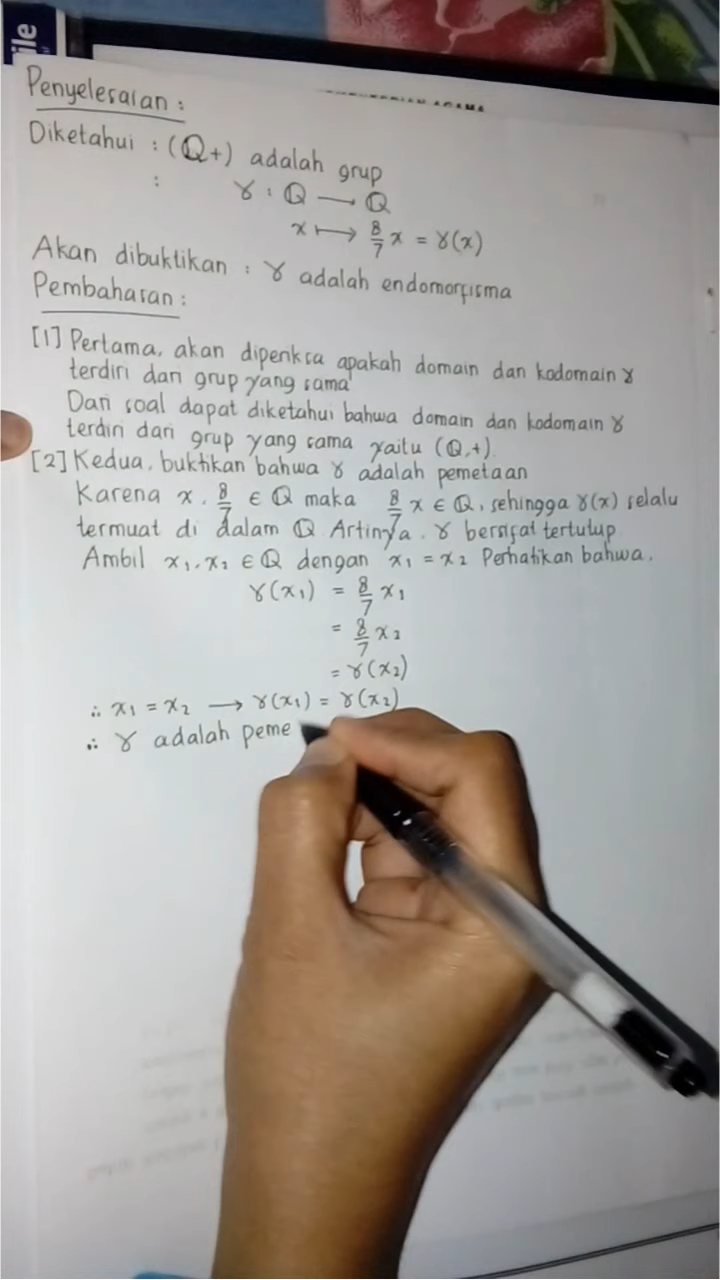 ile
AGAMA
Penyelesaian :
Diketahui : (Q+) adalah grup
: γ : Q → Q
x ↦ 8/7 x = γ(x)
Akan dibuktikan : γ adalah endomorfisma
Pembahasan :
[1] Pertama, akan diperiksa apakah domain dan kodomain γ
terdiri dari grup yang sama
Dari soal dapat diketahui bahwa domain dan kodomain γ
terdiri dari grup yang sama yaitu (Q,+)
[2] Kedua, buktikan bahwa γ adalah pemetaan
Karena x, 8/7 ∈ Q maka 8/7 x ∈ Q, sehingga γ(x) selalu
termuat di dalam Q Artinya, γ bersifat tertutup
Ambil x₁, x₂ ∈ Q dengan x₁ = x₂ Perhatikan bahwa.
γ(x₁) = 8/7 x₁
= 8/7 x₂
= γ(x₂)
∴ x₁ = x₂ → γ(x₁) = γ(x₂)
∴ γ adalah peme